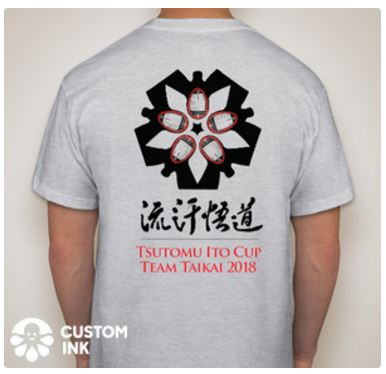 流汗悟道
TSUTOMU ITO CUP
TEAM TAIKAI 2018
CUSTOM
INK